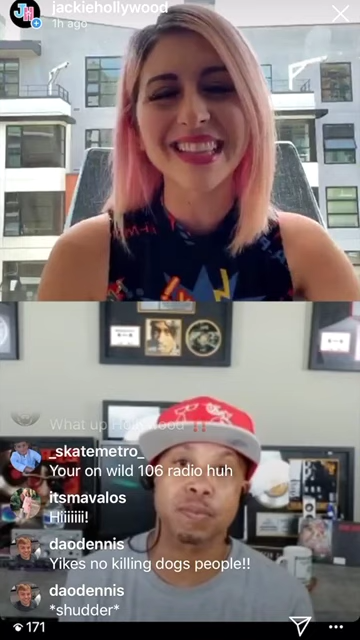 jackiehollywood
1h ago
What up Hollywood
_skatemetro_
Your on wild 106 radio huh
itsmavalos
Hiiiiii!
daodennis
Yikes no killing dogs people!!
daodennis
*shudder*
171